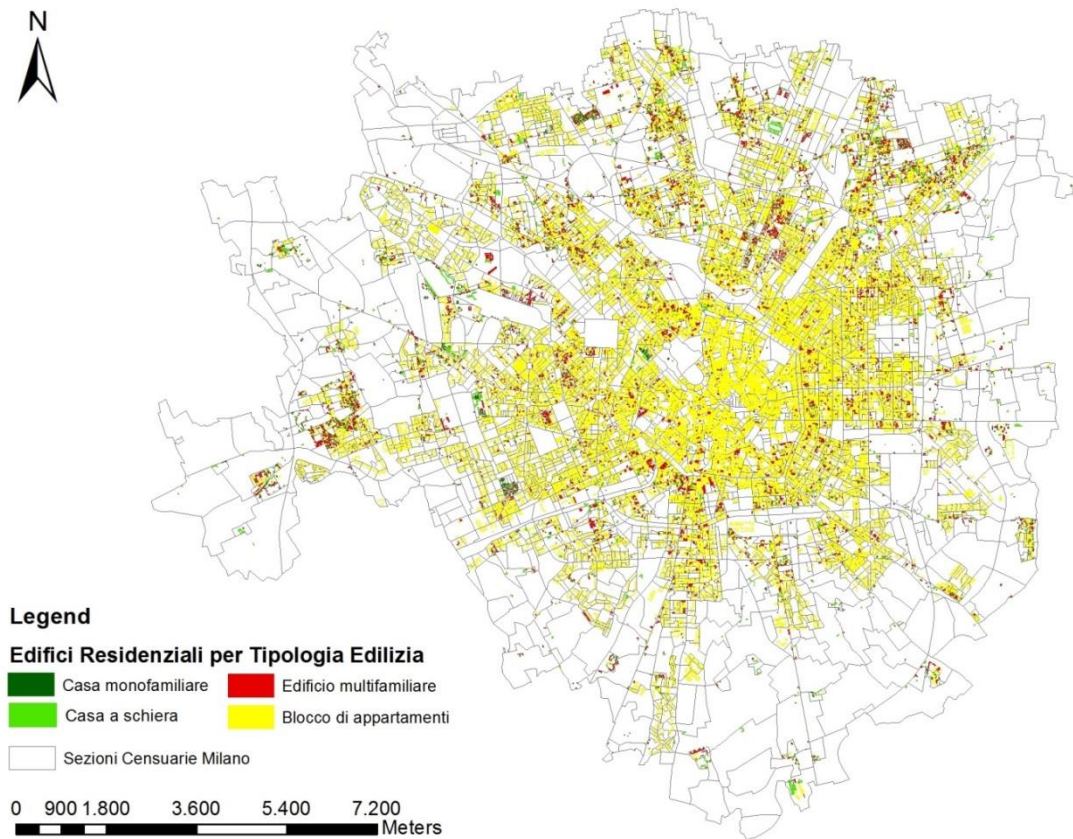 N
Legend
Edifici Residenziali per Tipologia Edilizia
Casa monofamiliare Edificio multifamiliare
Casa a schiera Blocco di appartamenti
Sezioni Censuarie Milano
0 900 1.800 3.600 5.400 7.200
Meters